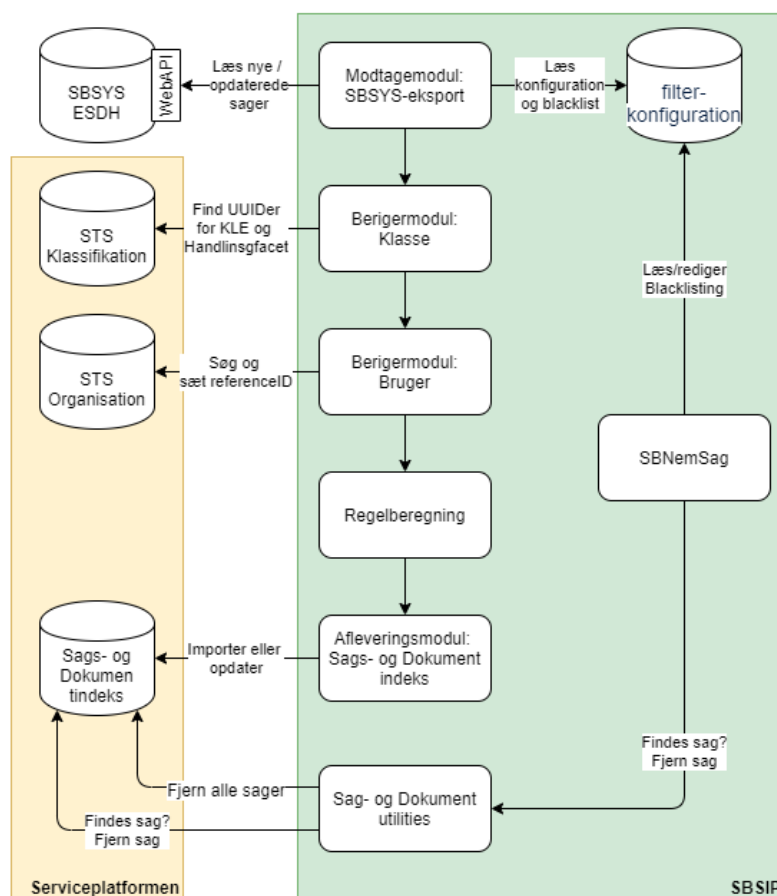 SBSYS
ESDH
WebAPI
Læs nye /
opdaterede
sager
Modtagemodul:
SBSYS-eksport
Læs
konfiguration
og blacklist
filter-
konfiguration
STS
Klassifikation
Find UUIDer
for KLE og
Handlinsgfacet
Berigermodul:
Klasse
Læs/rediger
Blacklisting
STS
Organisation
Søg og
sæt referenceID
Berigermodul:
Bruger
SBNemSag
Regelberegning
Sags- og
Dokumen
tindeks
Importer eller
opdater
Afleveringsmodul:
Sags- og Dokument
indeks
Findes sag?
Fjern sag
Fjern alle sager
Sag- og Dokument
utilities
Findes sag?
Fjern sag
Serviceplatformen
SBSIP